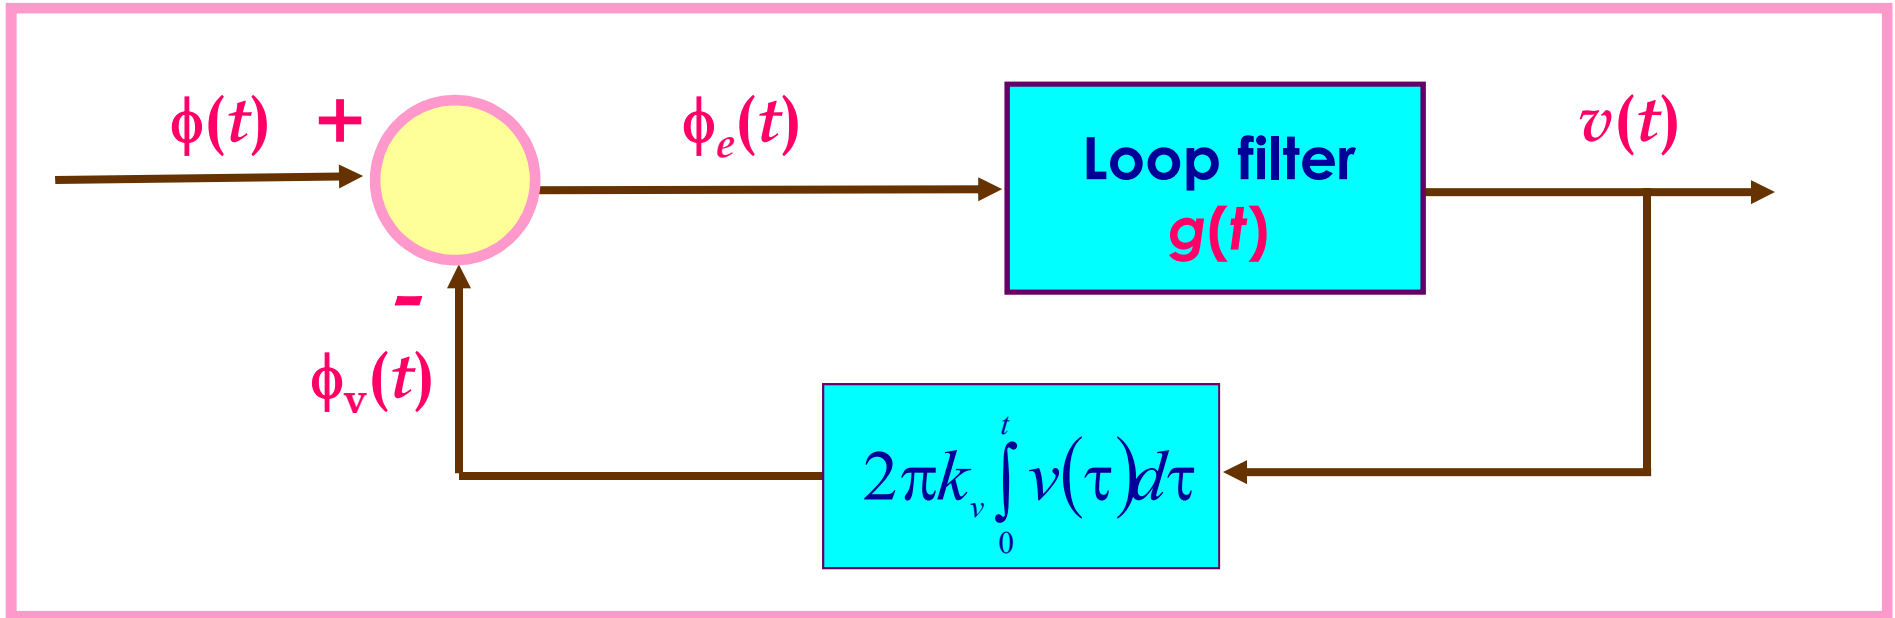 ϕ(t) +
ϕₑ(t)
Loop filter
g(t)
v(t)
-
ϕᵥ(t)
2πkᵥ∫₀ᵗ v(τ)dτ